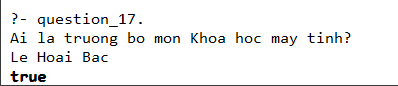 ?- question_17.
Ai la truong bo mon Khoa hoc may tinh?
Le Hoai Bac
true